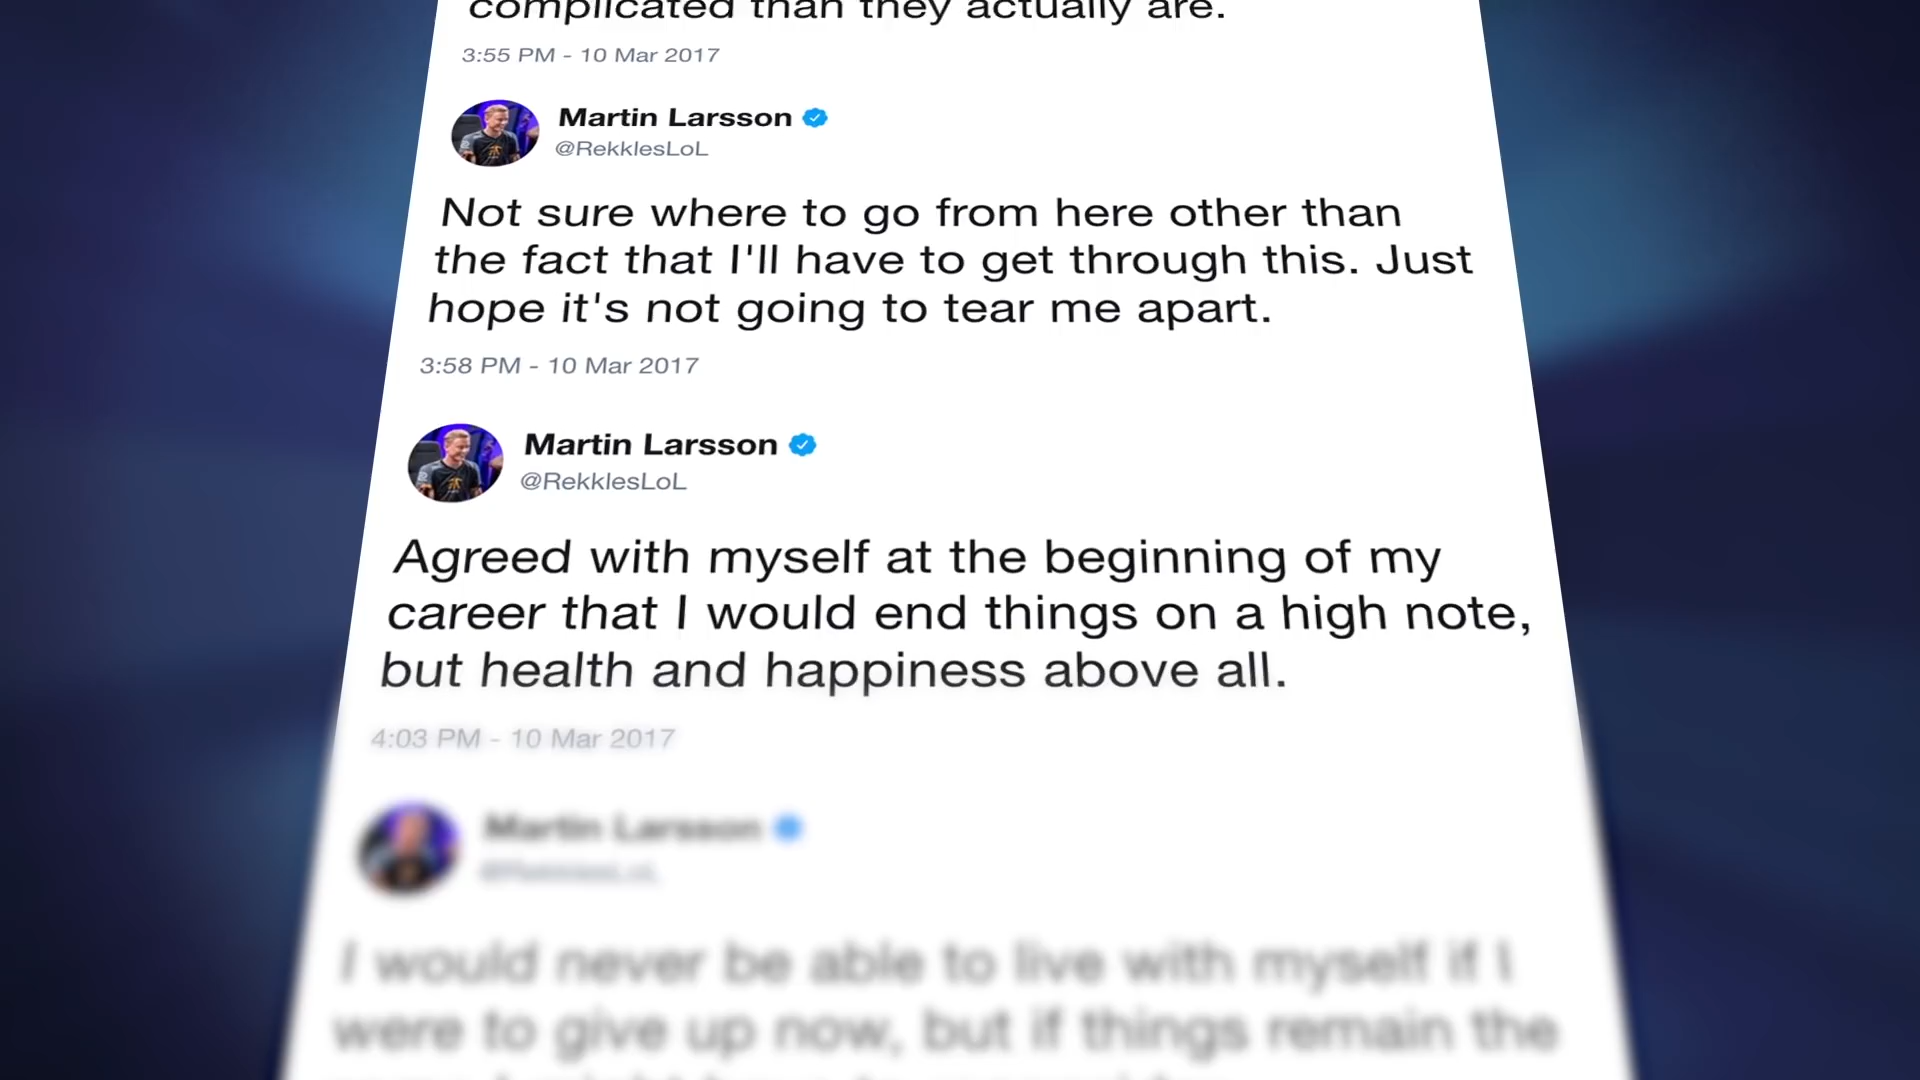 complicated than they actually are.
3:55 PM - 10 Mar 2017
Martin Larsson
@RekklesLoL
Not sure where to go from here other than
the fact that I'll have to get through this. Just
hope it's not going to tear me apart.
3:58 PM - 10 Mar 2017
Martin Larsson
@RekklesLoL
Agreed with myself at the beginning of my
career that I would end things on a high note,
but health and happiness above all.
4:03 PM - 10 Mar 2017
Martin Larsson
@RekklesLoL
I would never be able to live with myself if I
were to give up now, but if things remain the